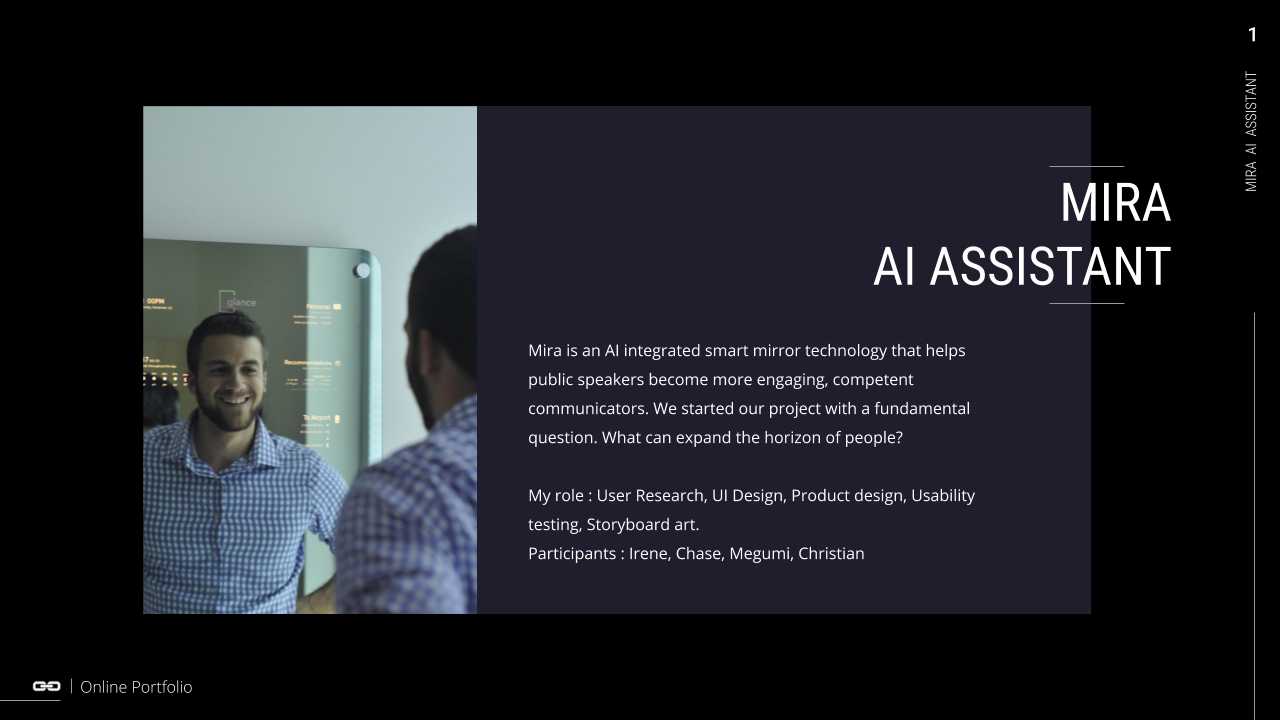 1
MIRA AI ASSISTANT
MIRA
AI ASSISTANT
glance
00PM
Personal
Recommendations
To Airport
Mira is an AI integrated smart mirror technology that helps
public speakers become more engaging, competent
communicators. We started our project with a fundamental
question. What can expand the horizon of people?
My role : User Research, UI Design, Product design, Usability
testing, Storyboard art.
Participants : Irene, Chase, Megumi, Christian
Online Portfolio